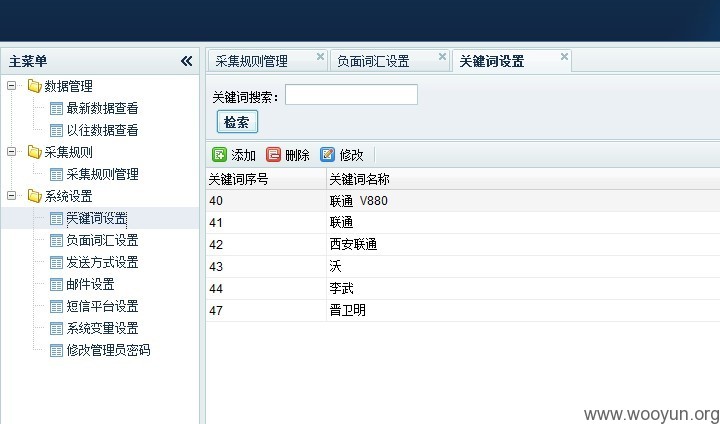 主菜单
数据管理
最新数据查看
以往数据查看
采集规则
采集规则管理
系统设置
关键词设置
负面词汇设置
发送方式设置
邮件设置
短信平台设置
系统变量设置
修改管理员密码
采集规则管理 负面词汇设置 关键词设置
关键词搜索：
检索
添加 删除 修改
关键词序号 关键词名称
40 联通 V880
41 联通
42 西安联通
43 沃
44 李武
47 晋卫明
www.wooyun.org